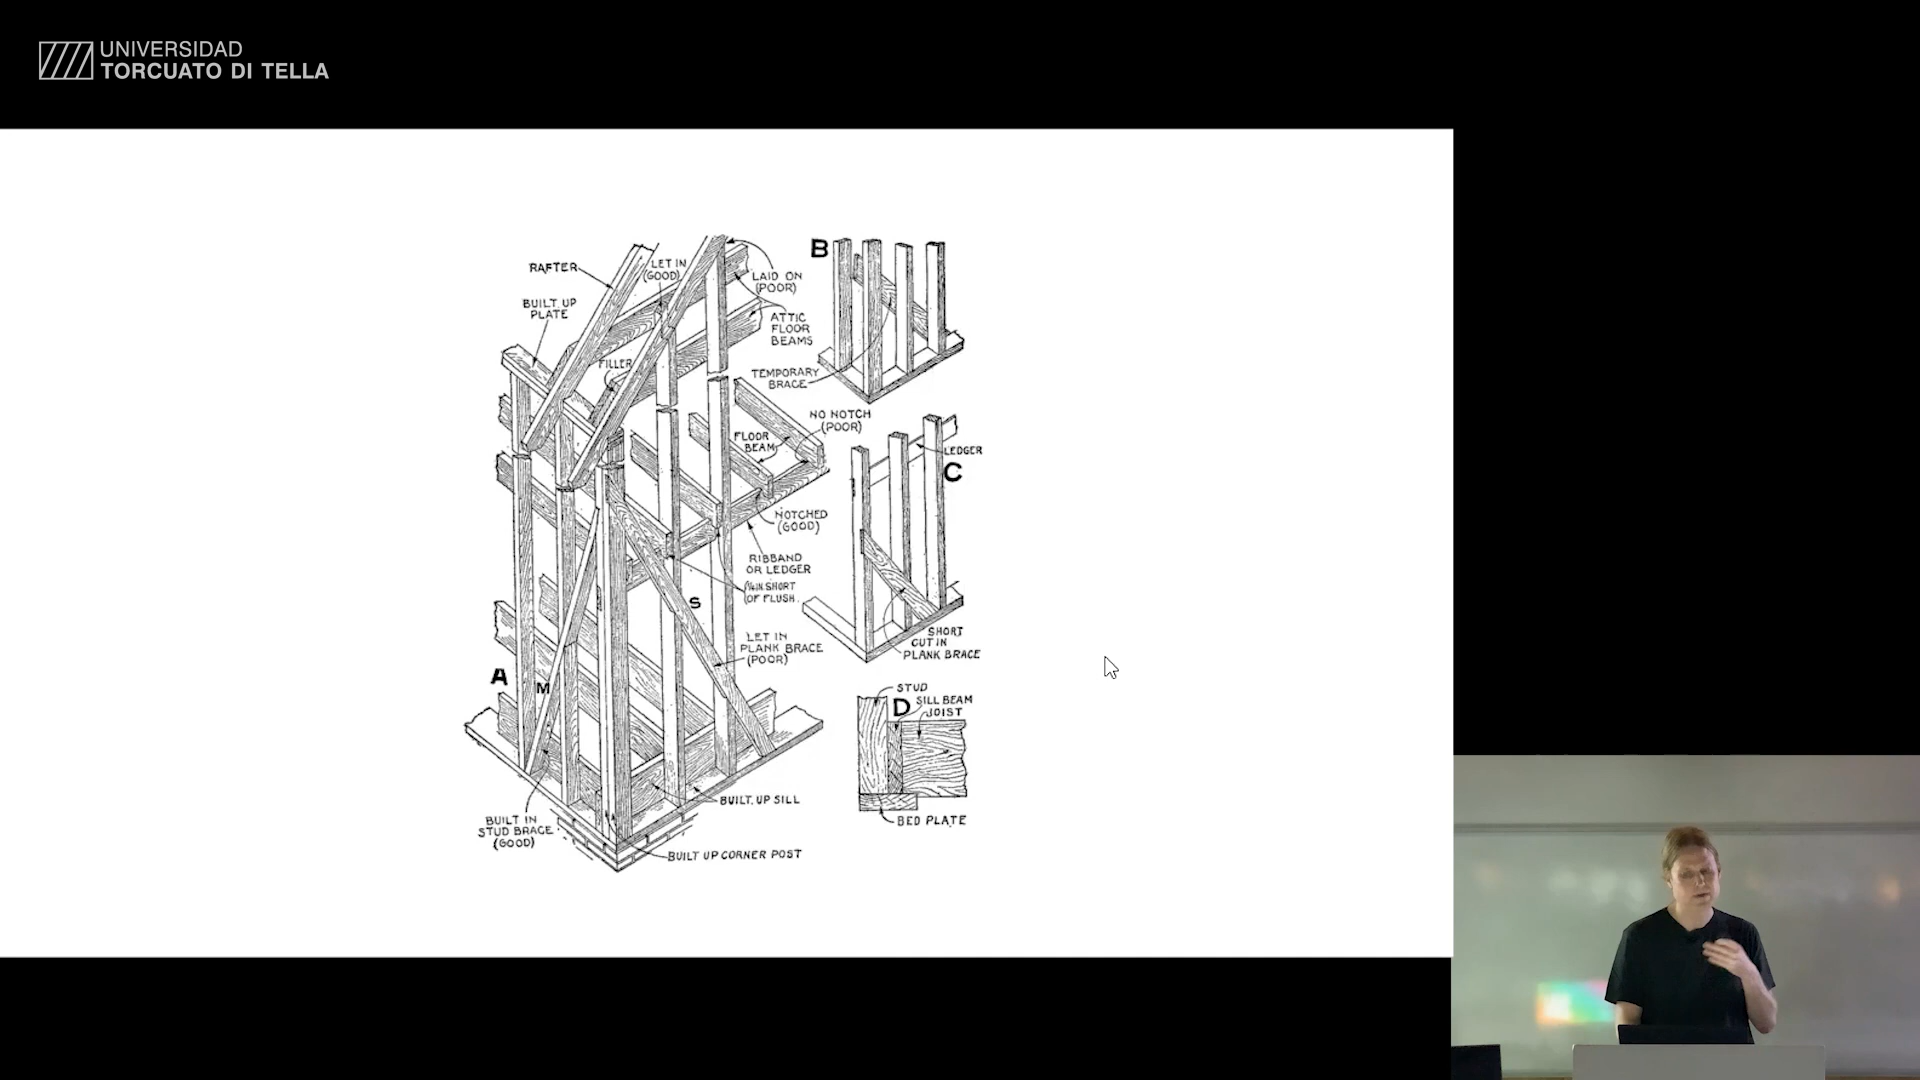 UNIVERSIDAD
TORCUATO DI TELLA
RAFTER
LET IN
(GOOD)
LAID ON
(POOR)
BUILT UP
PLATE
ATTIC
FLOOR
BEAMS
FILLER
B
TEMPORARY
BRACE
NO NOTCH
(POOR)
FLOOR
BEAM
LEDGER
C
NOTCHED
(GOOD)
RIBBAND
OR LEDGER
IN. SHORT
OF FLUSH
S
LET IN
PLANK BRACE
(POOR)
SHORT
CUT IN
PLANK BRACE
A
M
STUD
D
SILL BEAM
JOIST
BUILT UP SILL
BED PLATE
BUILT IN
STUD BRACE
(GOOD)
BUILT UP CORNER POST